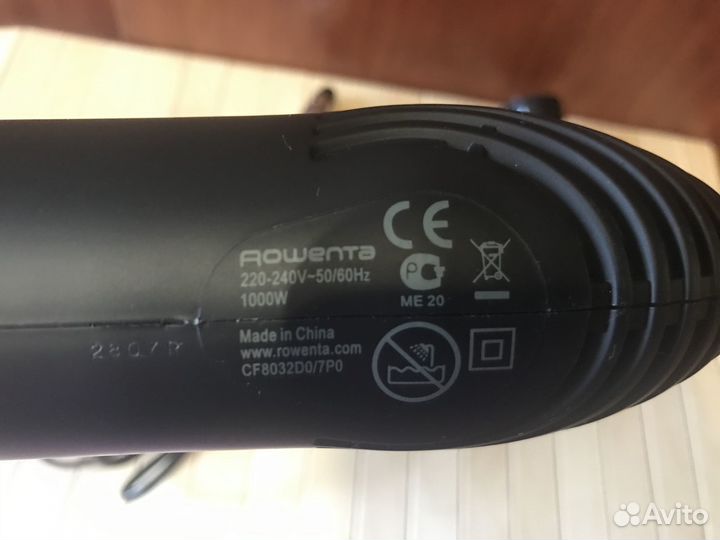 ROWENTA
220-240V~50/60Hz
1000W
CE
ME 20
Made in China
www.rowenta.com
CF8032D0/7P0
Avito